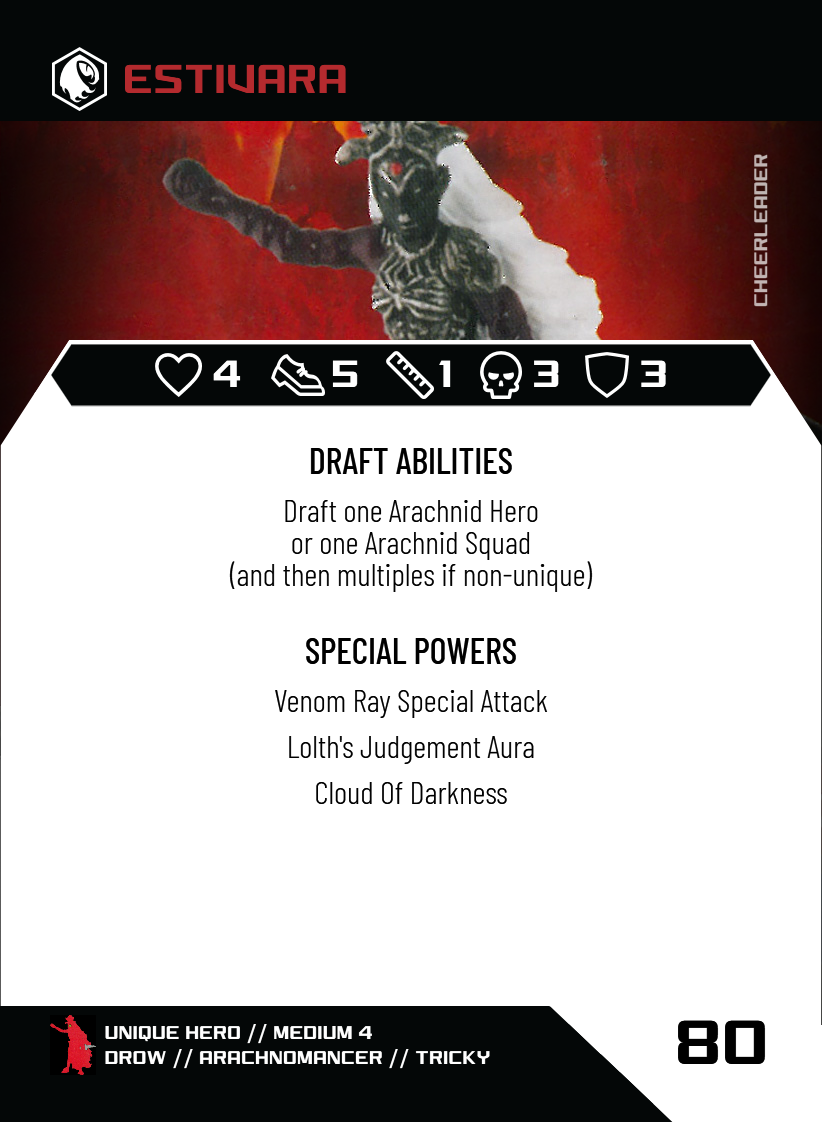 ESTIVARA
CHEERLEADER
4 5 1 3 3
DRAFT ABILITIES
Draft one Arachnid Hero
or one Arachnid Squad
(and then multiples if non-unique)
SPECIAL POWERS
Venom Ray Special Attack
Lolth's Judgement Aura
Cloud Of Darkness
UNIQUE HERO // MEDIUM 4
DROW // ARACHNOMANCER // TRICKY
80